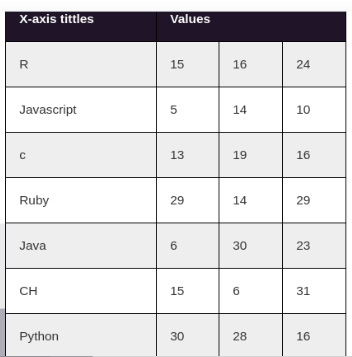 X-axis tittles Values
R 15 16 24
Javascript 5 14 10
c 13 19 16
Ruby 29 14 29
Java 6 30 23
CH 15 6 31
Python 30 28 16